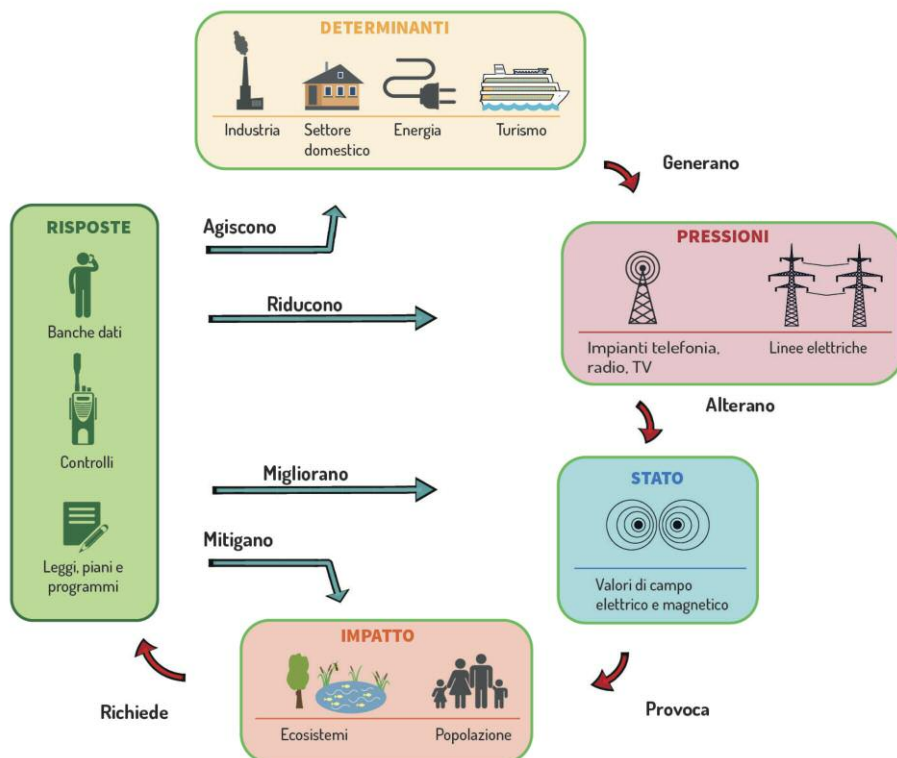 DETERMINANTI
Industria
Settore
domestico
Energia
Turismo
Generano
RISPOSTE
Banche dati
Controlli
Leggi, piani e
programmi
Agiscono
Riducono
PRESSIONI
Impianti telefonia,
radio, TV
Linee elettriche
Alterano
Migliorano
Mitigano
STATO
Valori di campo
elettrico e magnetico
IMPATTO
Ecosistemi
Popolazione
Provoca
Richiede